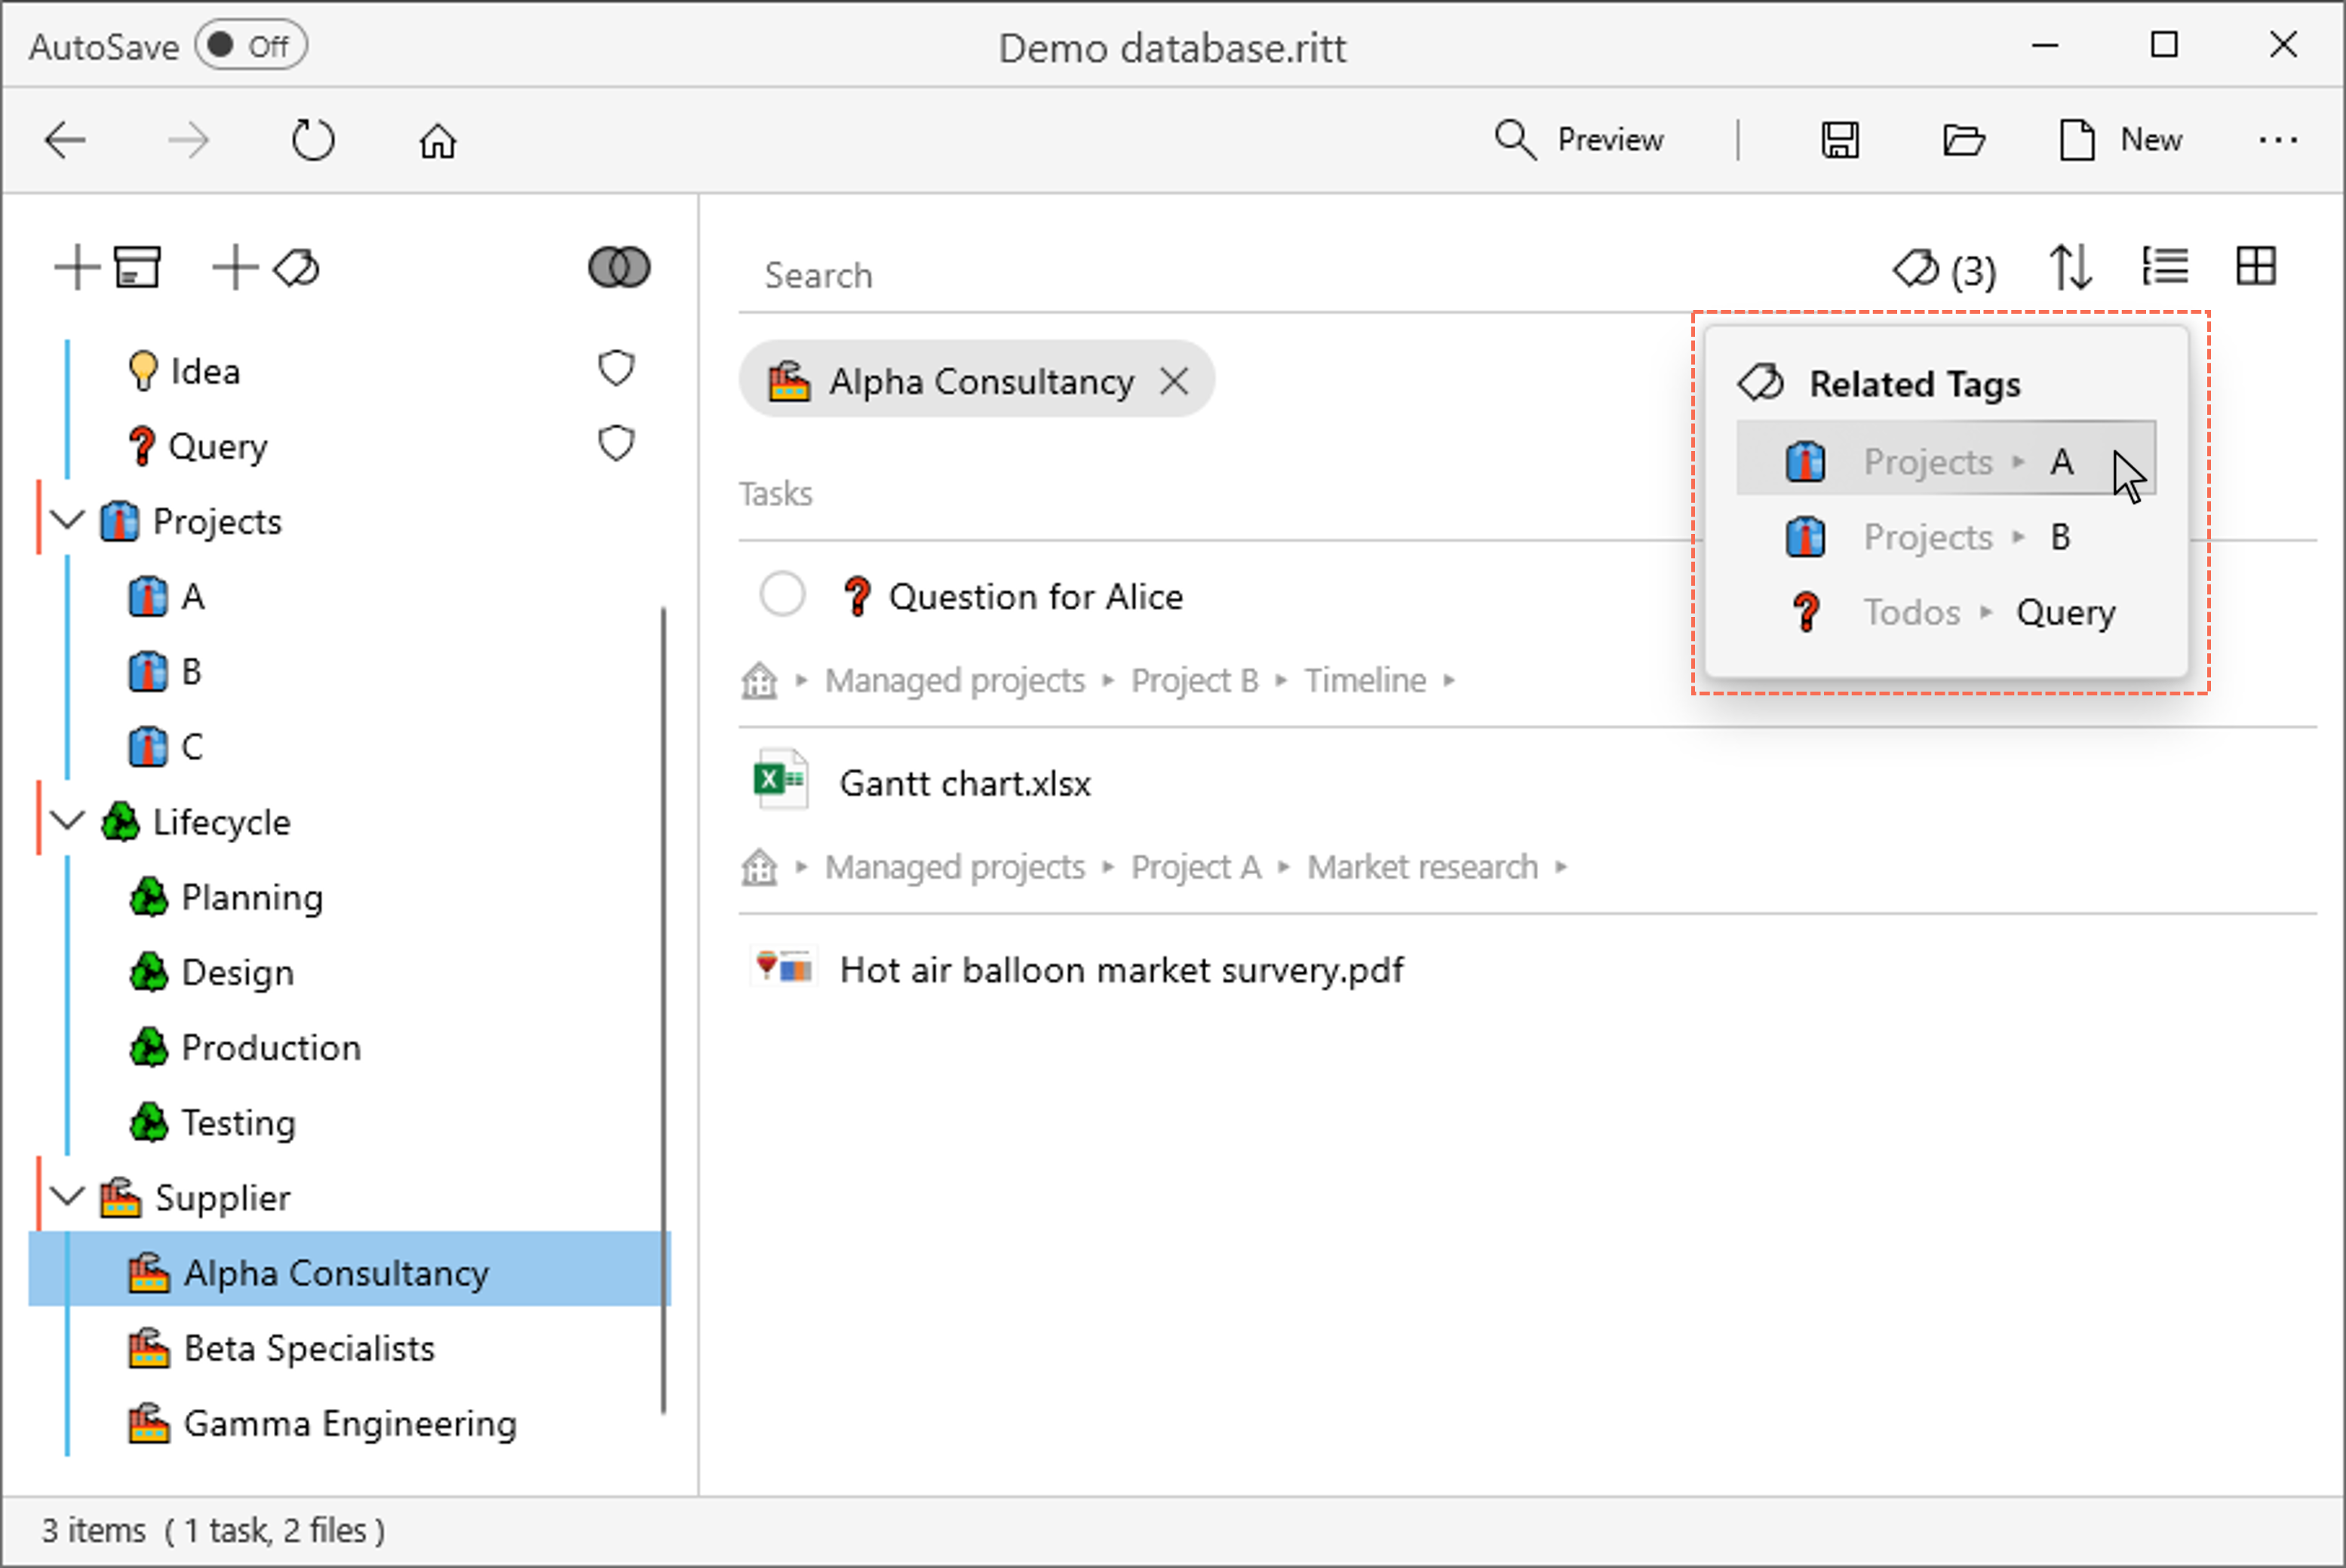 AutoSave Off
Demo database.ritt
Preview
New
Idea
Query
Projects
A
B
C
Lifecycle
Planning
Design
Production
Testing
Supplier
Alpha Consultancy
Beta Specialists
Gamma Engineering
Search
(3)
Alpha Consultancy
Related Tags
Projects ▸ A
Projects ▸ B
Todos ▸ Query
Tasks
Question for Alice
▸ Managed projects ▸ Project B ▸ Timeline ▸
Gantt chart.xlsx
▸ Managed projects ▸ Project A ▸ Market research ▸
Hot air balloon market survery.pdf
3 items ( 1 task, 2 files )